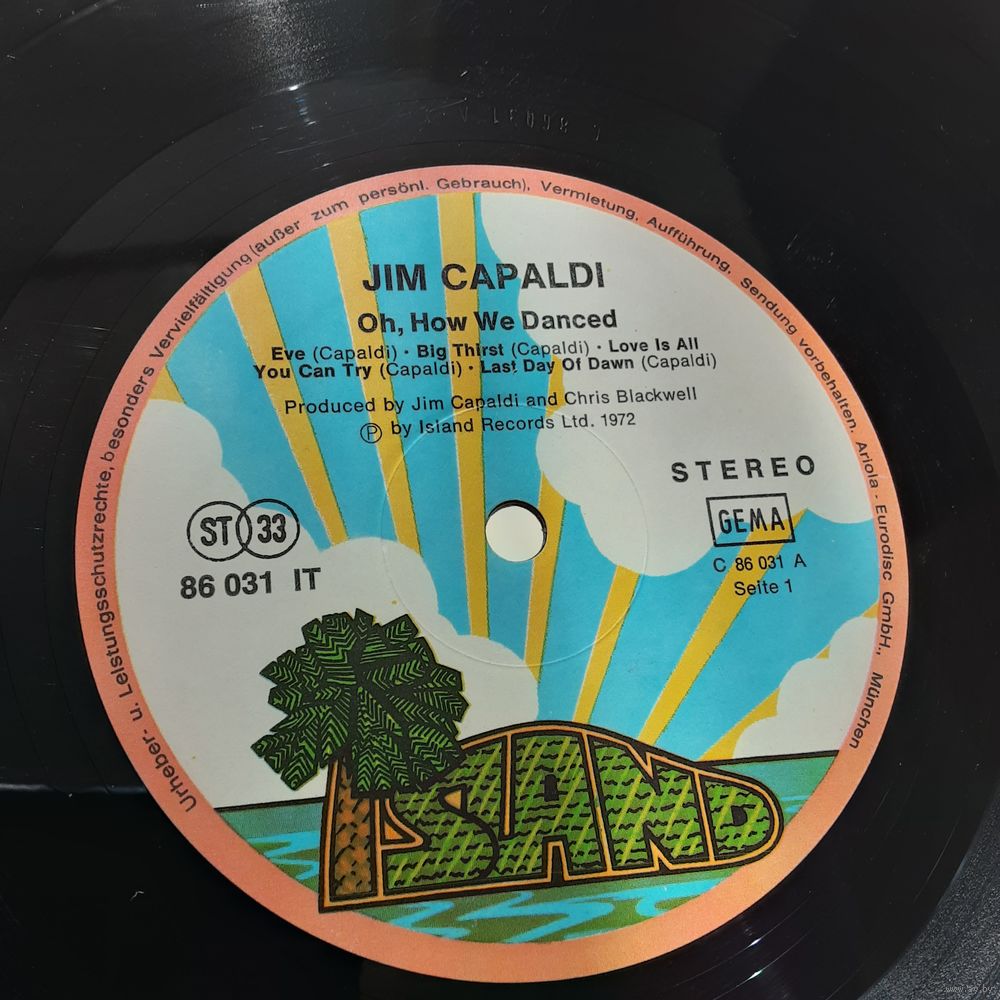 Urheber- u. Leistungsschutzrechte, besonders Vervielfältigung (außer zum persönl. Gebrauch), Vermietung, Aufführung, Sendung vorbehalten. Ariola - Eurodisc GmbH., München
JIM CAPALDI
Oh, How We Danced
Eve (Capaldi) · Big Thirst (Capaldi) · Love Is All
You Can Try (Capaldi) · Last Day Of Dawn (Capaldi)
Produced by Jim Capaldi and Chris Blackwell
Ⓟ by Island Records Ltd. 1972
STEREO
ST 33
GEMA
86 031 IT
C 86 031 A
Seite 1
ISLAND